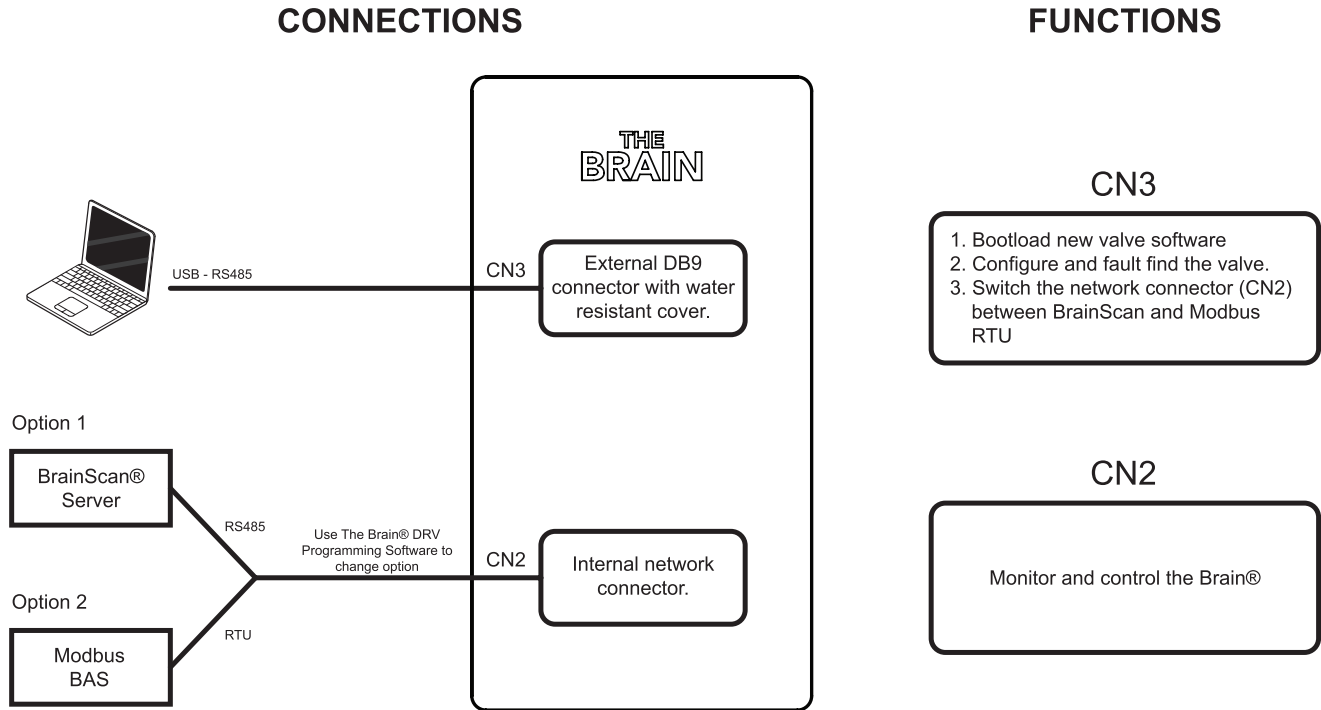 CONNECTIONS
FUNCTIONS
THE
BRAIN
USB - RS485
CN3
External DB9
connector with water
resistant cover.
CN3
1. Bootload new valve software
2. Configure and fault find the valve.
3. Switch the network connector (CN2)
between BrainScan and Modbus
RTU
Option 1
BrainScan®
Server
RS485
Use The Brain® DRV
Programming Software to
change option
CN2
Internal network
connector.
Option 2
RTU
Modbus
BAS
CN2
Monitor and control the Brain®